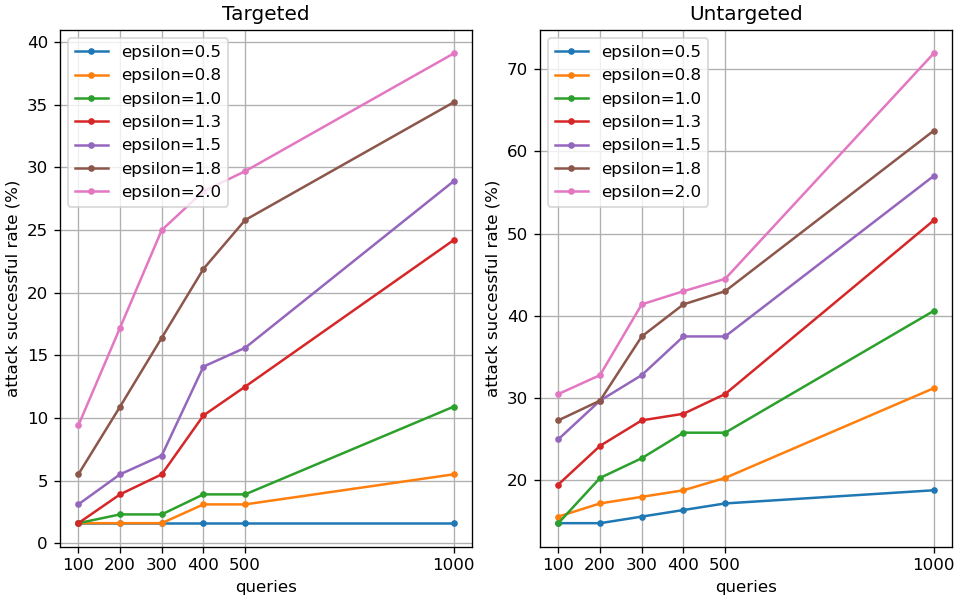 Targeted
attack successful rate (%)
40
35
30
25
20
15
10
5
0
epsilon=0.5
epsilon=0.8
epsilon=1.0
epsilon=1.3
epsilon=1.5
epsilon=1.8
epsilon=2.0
100 200 300 400 500 1000
queries
Untargeted
attack successful rate (%)
70
60
50
40
30
20
epsilon=0.5
epsilon=0.8
epsilon=1.0
epsilon=1.3
epsilon=1.5
epsilon=1.8
epsilon=2.0
100 200 300 400 500 1000
queries